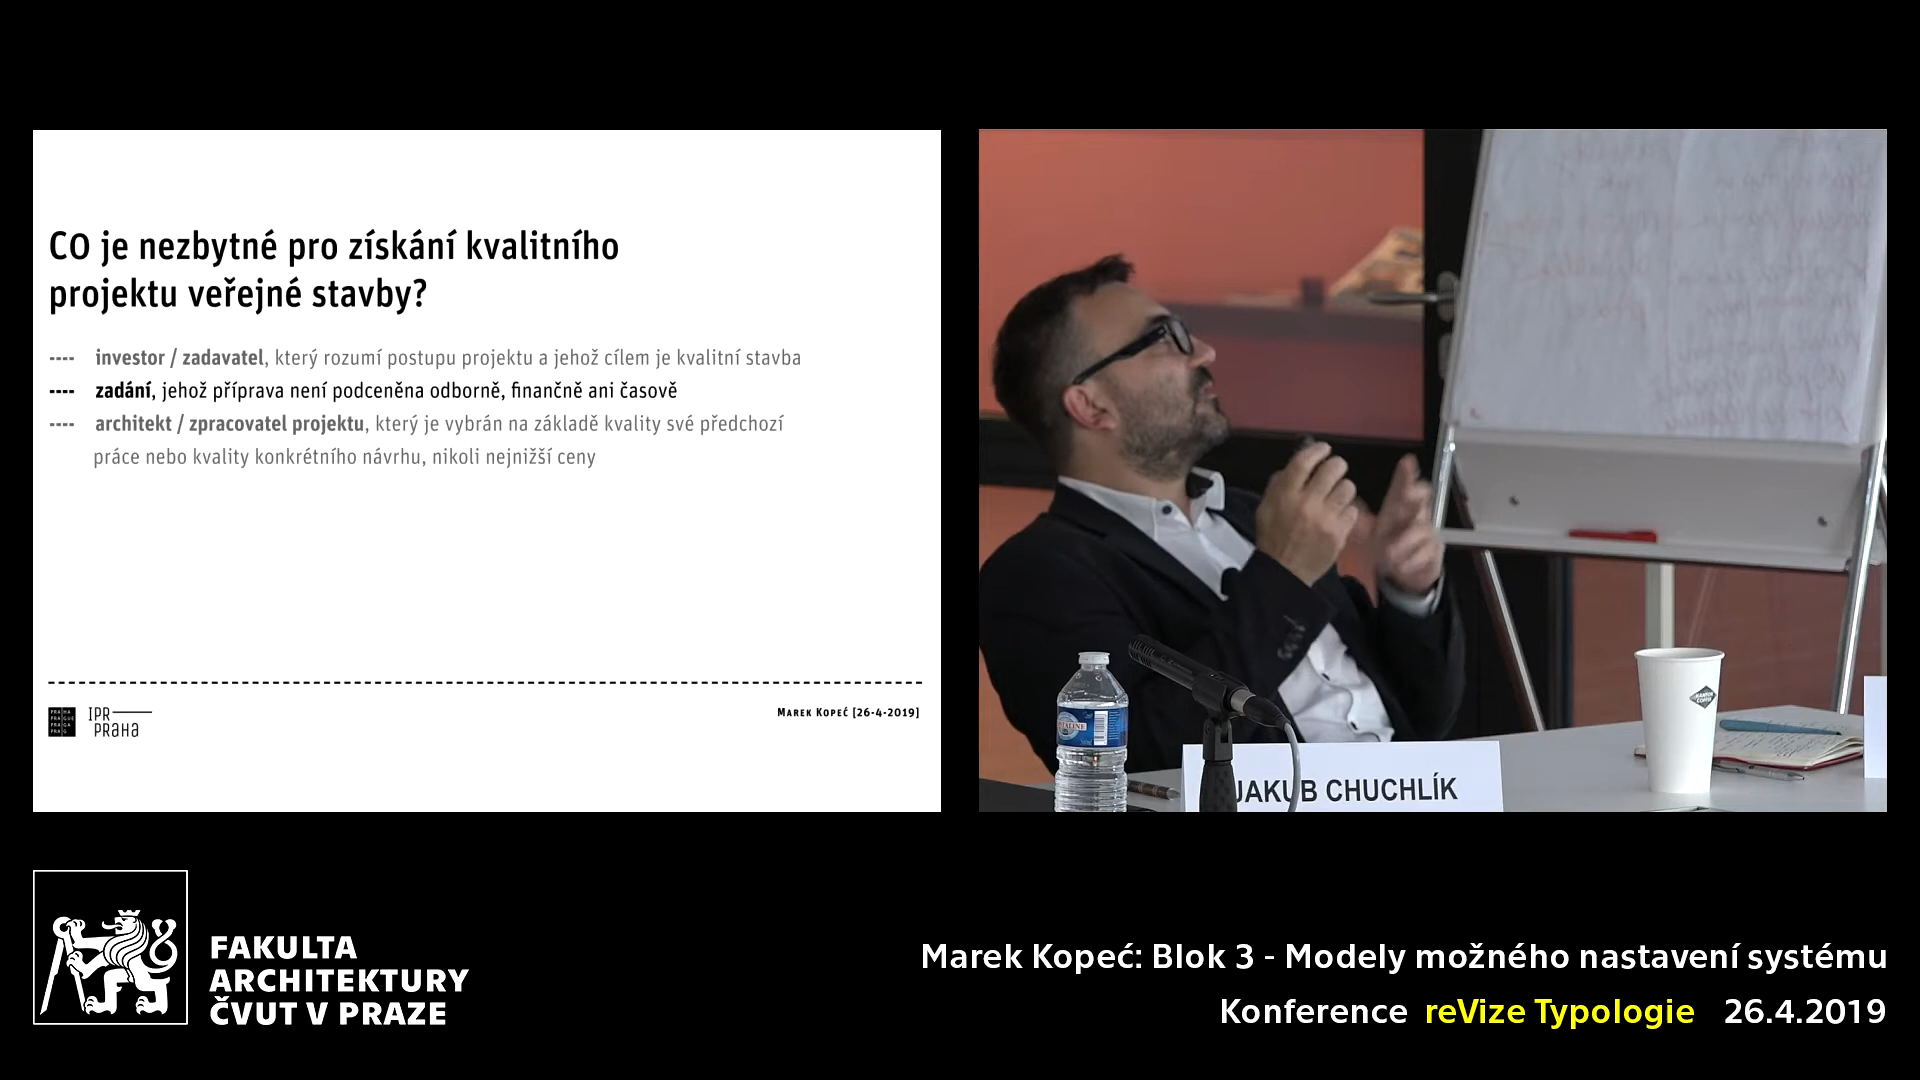 CO je nezbytné pro získání kvalitního
projektu veřejné stavby?
---- investor / zadavatel, který rozumí postupu projektu a jehož cílem je kvalitní stavba
---- zadání, jehož příprava není podceněna odborně, finančně ani časově
---- architekt / zpracovatel projektu, který je vybrán na základě kvality své předchozí
práce nebo kvality konkrétního návrhu, nikoli nejnižší ceny
IPR
PRAHA
MAREK KOPEĆ [26-4-2019]
JAKUB CHUCHLÍK
FAKULTA
ARCHITEKTURY
ČVUT V PRAZE
Marek Kopeć: Blok 3 - Modely možného nastavení systému
Konference reVize Typologie 26.4.2019